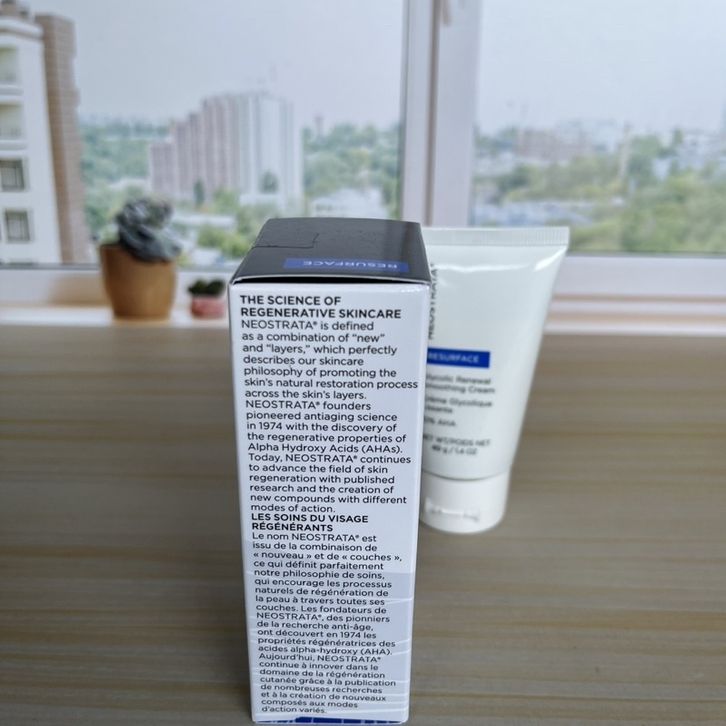 RESURFACE
THE SCIENCE OF
REGENERATIVE SKINCARE
NEOSTRATA® is defined
as a combination of “new”
and “layers,” which perfectly
describes our skincare
philosophy of promoting the
skin's natural restoration process
across the skin's layers.
NEOSTRATA® founders
pioneered antiaging science
in 1974 with the discovery of
the regenerative properties of
Alpha Hydroxy Acids (AHAs).
Today, NEOSTRATA® continues
to advance the field of skin
regeneration with published
research and the creation of
new compounds with different
modes of action.
LES SOINS DU VISAGE
RÉGÉNÉRANTS
Le nom NEOSTRATA® est
issu de la combinaison de
« nouveau » et de « couches »,
ce qui définit parfaitement
notre philosophie de soins,
qui encourage les processus
naturels de régénération de
la peau à travers toutes ses
couches. Les fondateurs de
NEOSTRATA®, des pionniers
de la recherche anti-âge,
ont découvert en 1974 les
propriétés régénératrices des
acides alpha-hydroxy (AHA).
Aujourd'hui, NEOSTRATA®
continue à innover dans le
domaine de la régénération
cutanée grâce à la publication
de nombreuses recherches
et à la création de nouveaux
composés aux modes
d'action variés.
NEOSTRATA®
RESURFACE
Renewal
Cream
Glycolique
AHA
NET WT/POIDS NET